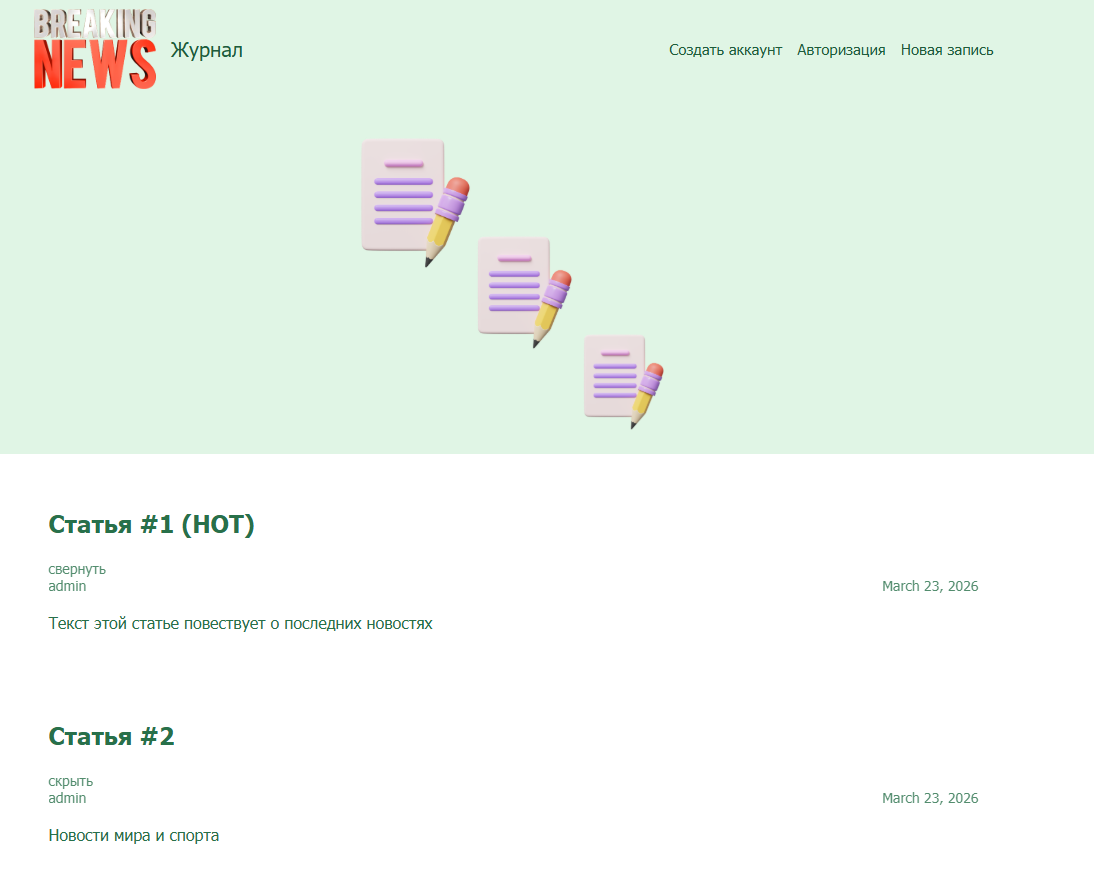 BREAKING
NEWS
Журнал
Создать аккаунт Авторизация Новая запись
Статья #1 (HOT)
свернуть
admin March 23, 2026
Текст этой статье повествует о последних новостях
Статья #2
скрыть
admin March 23, 2026
Новости мира и спорта